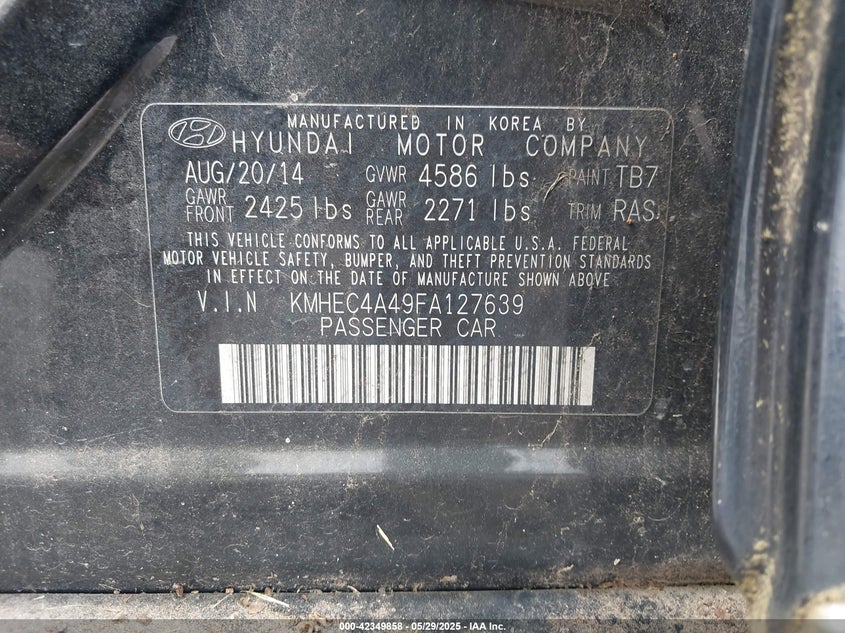 MANUFACTURED IN KOREA BY
HYUNDAI MOTOR COMPANY
AUG/20/14 GVWR 4586 lbs PAINT TB7
GAWR FRONT 2425 lbs GAWR REAR 2271 lbs TRIM RAS
THIS VEHICLE CONFORMS TO ALL APPLICABLE U.S.A. FEDERAL
MOTOR VEHICLE SAFETY, BUMPER, AND THEFT PREVENTION STANDARDS
IN EFFECT ON THE DATE OF MANUFACTURE SHOWN ABOVE
V.I.N KMHEC4A49FA127639
PASSENGER CAR
000-42349858 - 05/29/2025 - IAA Inc.